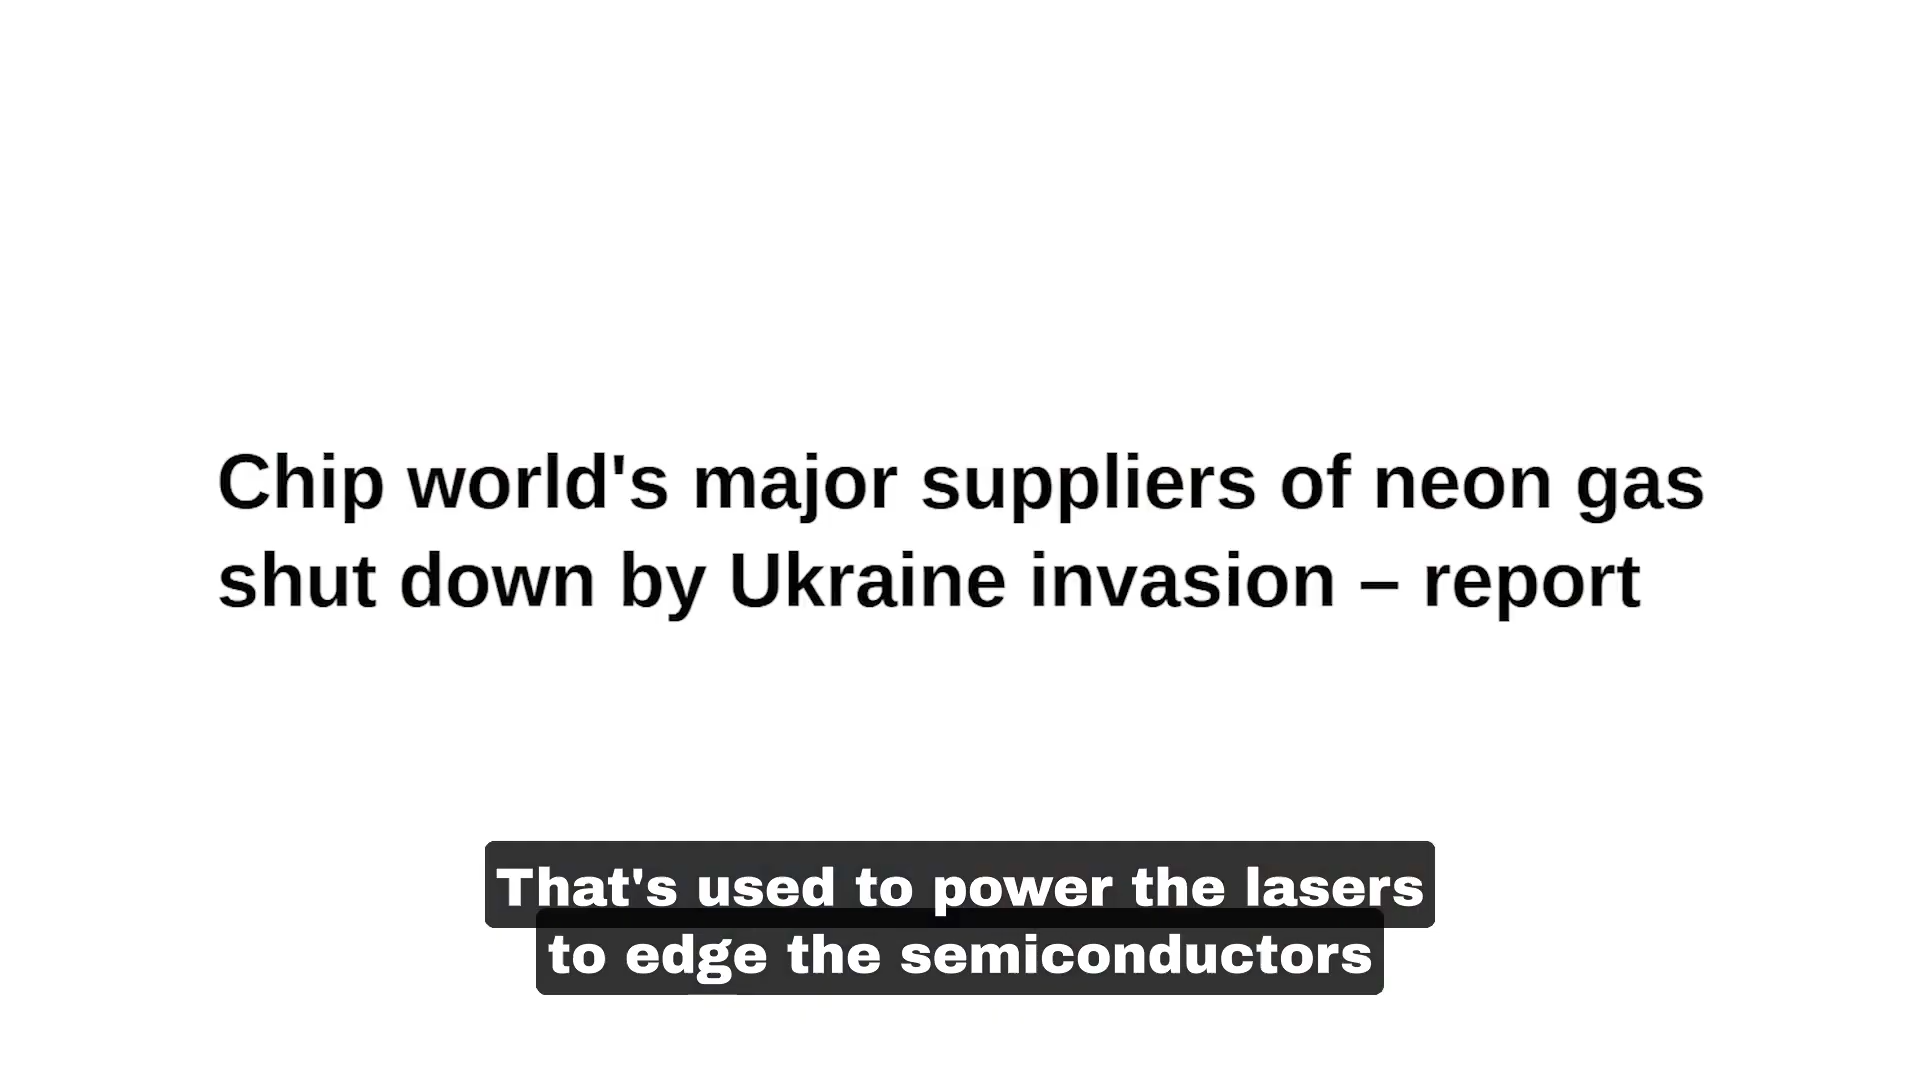 Chip world's major suppliers of neon gas
shut down by Ukraine invasion – report
That's used to power the lasers
to edge the semiconductors